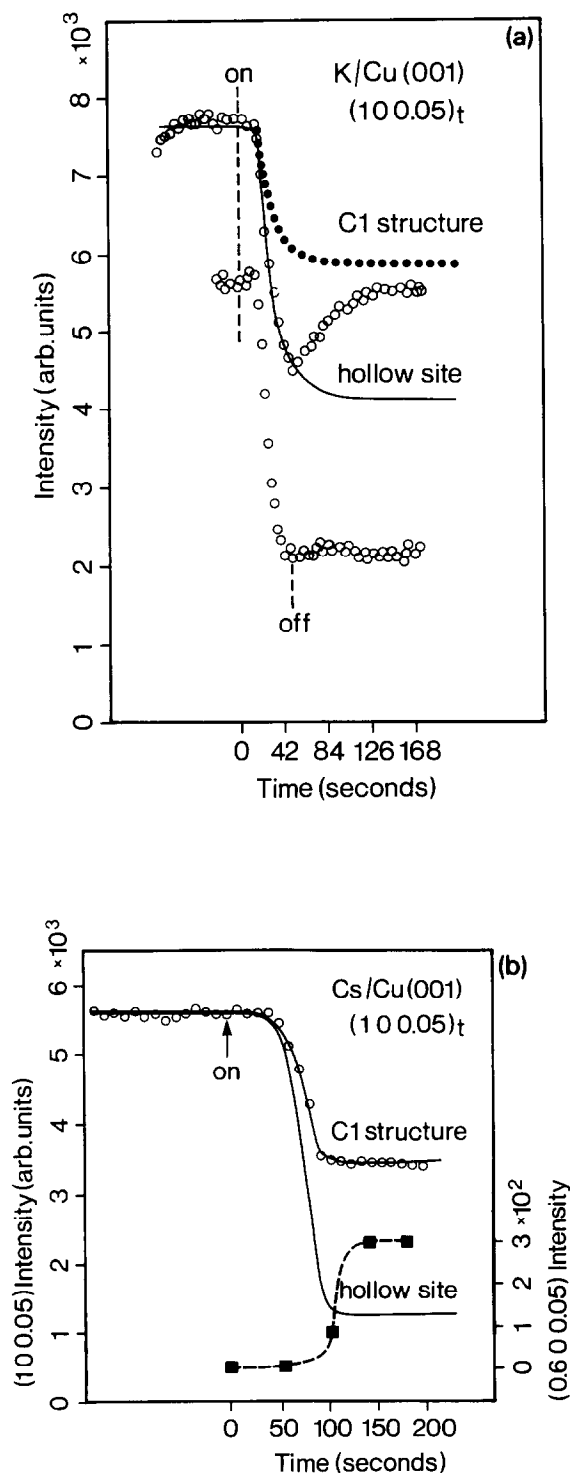 (a)
×10³
K/Cu(001)
(1 0 0.05)t
on
8
7
6
5
4
3
2
1
0
C1 structure
hollow site
off
Intensity (arb.units)
0 42 84 126 168
Time (seconds)
(b)
×10³
Cs/Cu(001)
(1 0 0.05)t
on
6
5
4
3
2
1
0
C1 structure
hollow site
(10 0.05) Intensity (arb.units)
3 ×10²
2
1
0
(0.6 0 0.05) Intensity
0 50 100 150 200
Time (seconds)